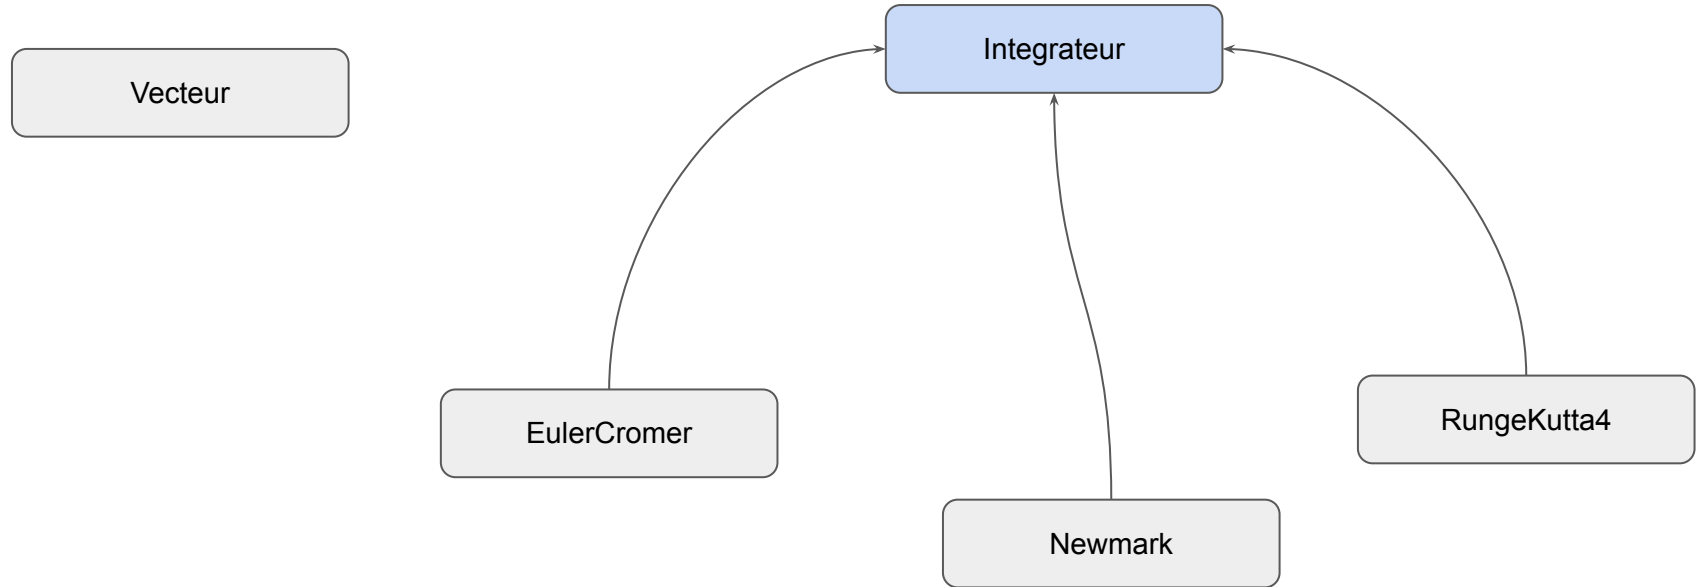 Integrateur
Vecteur
EulerCromer
RungeKutta4
Newmark